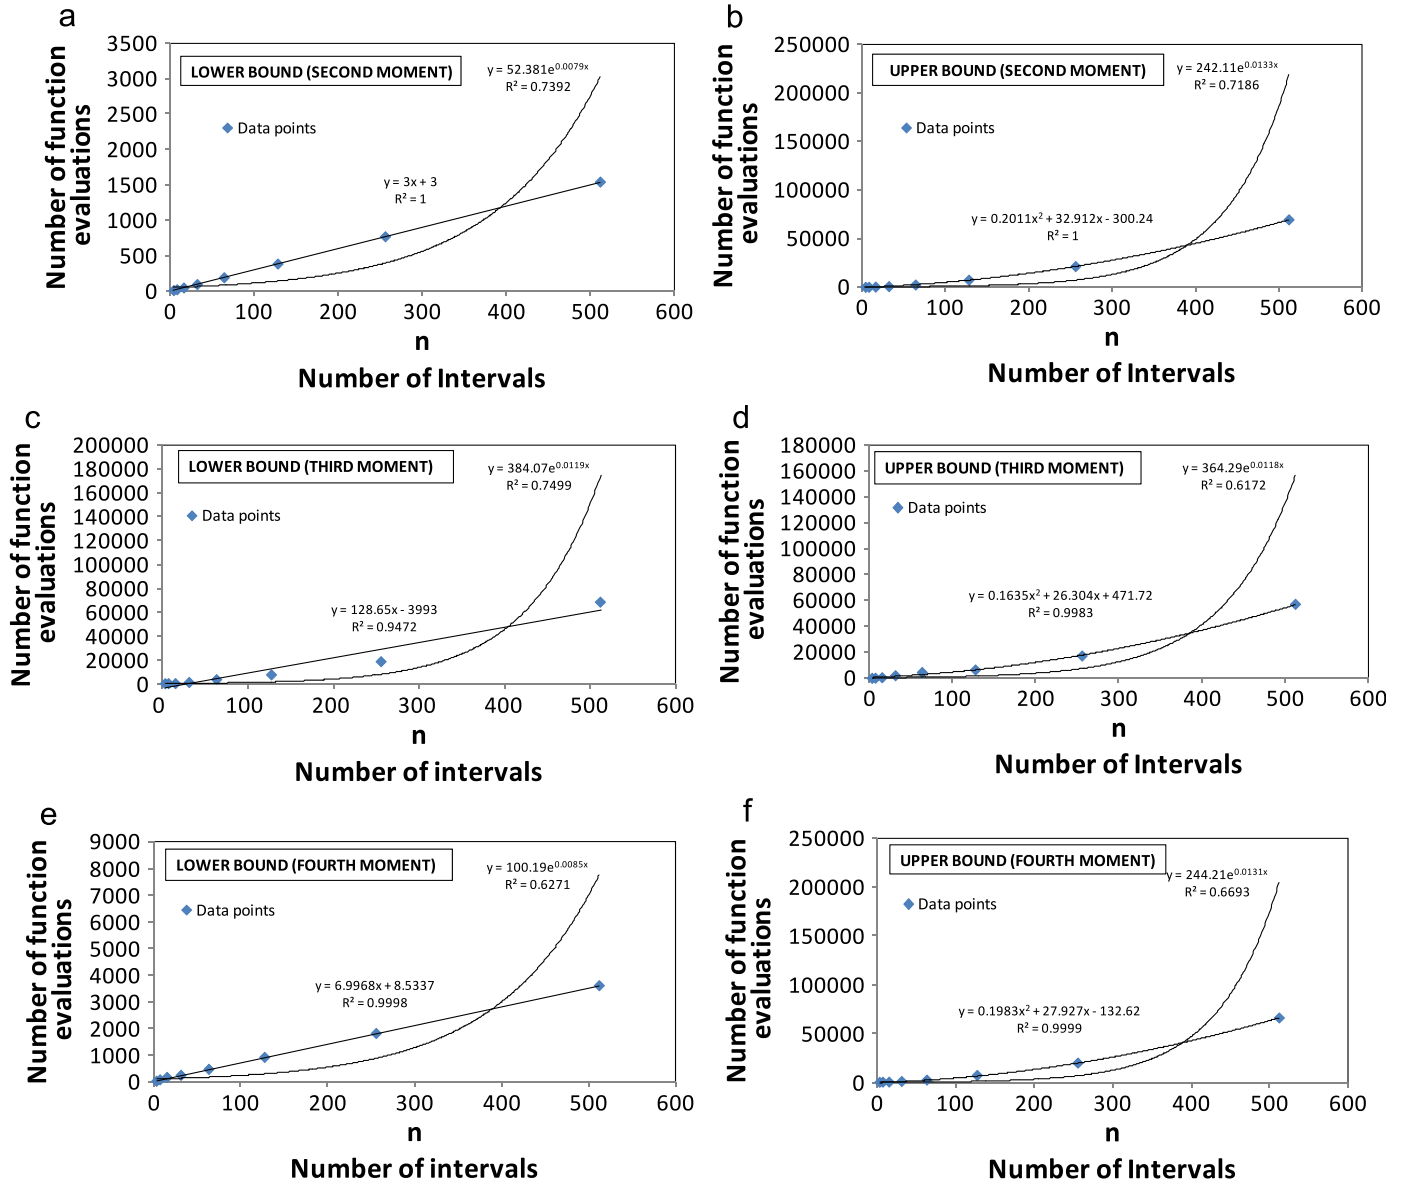 a
Number of function
evaluations
3500
3000
2500
2000
1500
1000
500
0
LOWER BOUND (SECOND MOMENT)
Data points
y = 52.381e^0.0079x
R² = 0.7392
y = 3x + 3
R² = 1
0 100 200 300 400 500 600
n
Number of Intervals
b
Number of function
evaluations
250000
200000
150000
100000
50000
0
UPPER BOUND (SECOND MOMENT)
Data points
y = 242.11e^0.0133x
R² = 0.7186
y = 0.2011x² + 32.912x - 300.24
R² = 1
0 100 200 300 400 500 600
n
Number of Intervals
c
Number of function
evaluations
200000
180000
160000
140000
120000
100000
80000
60000
40000
20000
0
LOWER BOUND (THIRD MOMENT)
Data points
y = 384.07e^0.0119x
R² = 0.7499
y = 128.65x - 3993
R² = 0.9472
0 100 200 300 400 500 600
n
Number of intervals
d
Number of function
evaluations
180000
160000
140000
120000
100000
80000
60000
40000
20000
0
UPPER BOUND (THIRD MOMENT)
Data points
y = 364.29e^0.0118x
R² = 0.6172
y = 0.1635x² + 26.304x + 471.72
R² = 0.9983
0 100 200 300 400 500 600
n
Number of Intervals
e
Number of function
evaluations
9000
8000
7000
6000
5000
4000
3000
2000
1000
0
LOWER BOUND (FOURTH MOMENT)
Data points
y = 100.19e^0.0085x
R² = 0.6271
y = 6.9968x + 8.5337
R² = 0.9998
0 100 200 300 400 500 600
n
Number of intervals
f
Number of function
evaluations
250000
200000
150000
100000
50000
0
UPPER BOUND (FOURTH MOMENT)
Data points
y = 244.21e^0.0131x
R² = 0.6693
y = 0.1983x² + 27.927x - 132.62
R² = 0.9999
0 100 200 300 400 500 600
n
Number of Intervals